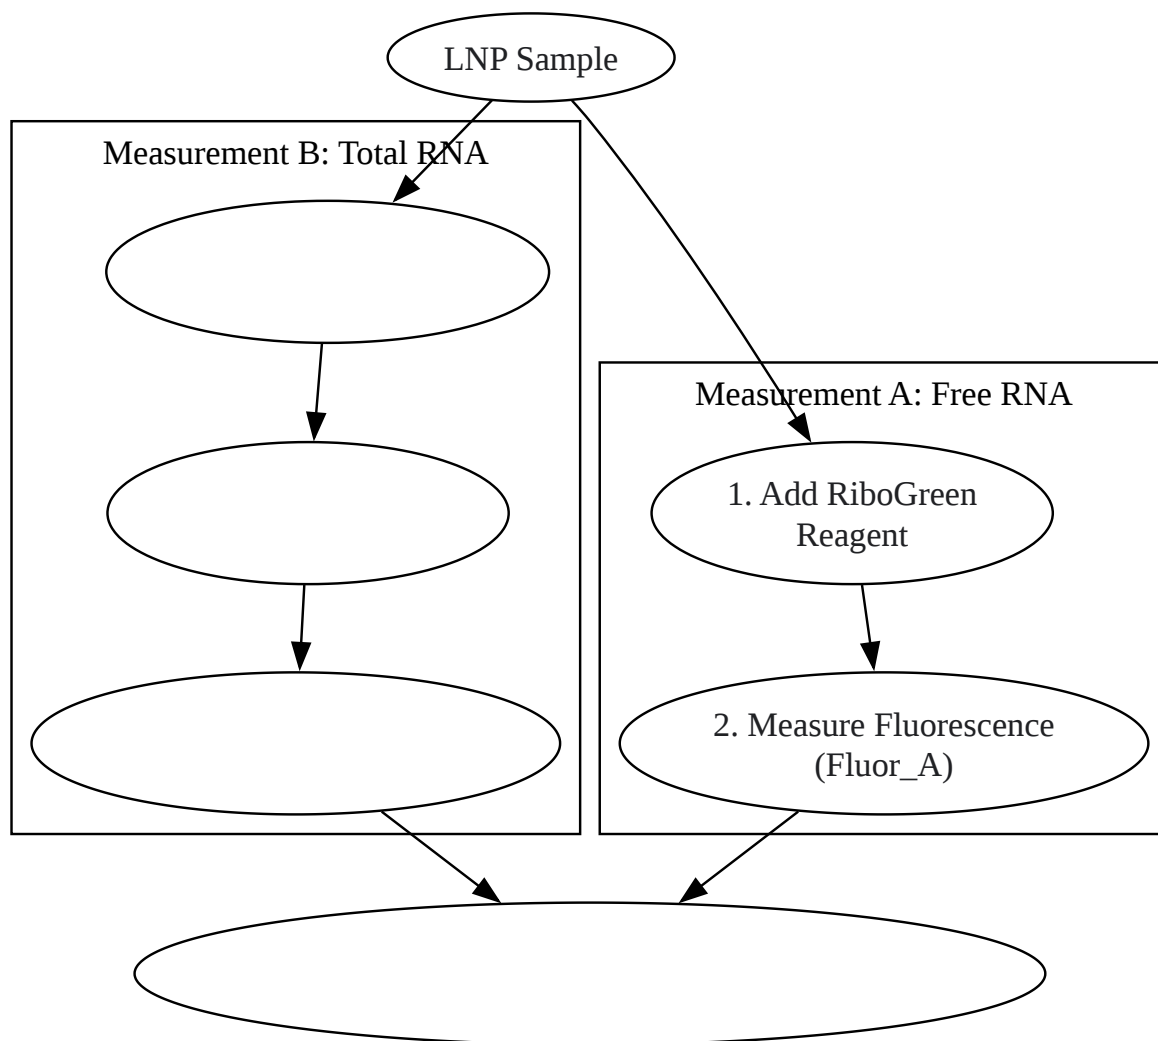 LNP Sample
Measurement B: Total RNA
Measurement A: Free RNA
1. Add RiboGreen
Reagent
2. Measure Fluorescence
(Fluor_A)